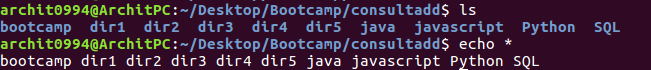 archit0994@ArchitPC:~/Desktop/Bootcamp/consultadd$ ls
bootcamp dir1 dir2 dir3 dir4 dir5 java javascript Python SQL
archit0994@ArchitPC:~/Desktop/Bootcamp/consultadd$ echo *
bootcamp dir1 dir2 dir3 dir4 dir5 java javascript Python SQL